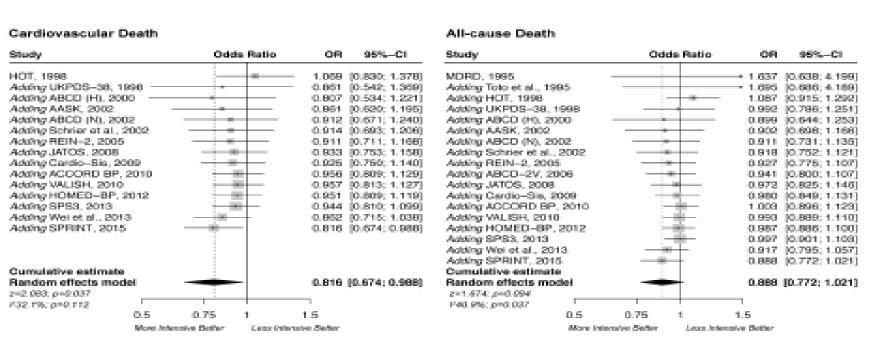 Cardiovascular Death
Study Odds Ratio OR 95%-CI
HOT, 1998 1.069 [0.830; 1.378]
Adding UKPDS-38, 1998 0.861 [0.542; 1.369]
Adding ABCD (H), 2000 0.807 [0.534; 1.221]
Adding AASK, 2002 0.861 [0.620; 1.195]
Adding ABCD (N), 2002 0.912 [0.671; 1.240]
Adding Schrier et al., 2002 0.914 [0.693; 1.206]
Adding REIN-2, 2005 0.911 [0.711; 1.168]
Adding JATOS, 2008 0.933 [0.753; 1.158]
Adding Cardio-Sis, 2009 0.925 [0.750; 1.140]
Adding ACCORD BP, 2010 0.956 [0.809; 1.129]
Adding VALISH, 2010 0.957 [0.813; 1.127]
Adding HOMED-BP, 2012 0.951 [0.809; 1.119]
Adding SPS3, 2013 0.944 [0.810; 1.099]
Adding Wei et al., 2013 0.862 [0.715; 1.038]
Adding SPRINT, 2015 0.816 [0.674; 0.988]
Cumulative estimate
Random effects model 0.816 [0.674; 0.988]
z=2.083; p=0.037
I²32.1%; p=0.112
0.5 0.75 1 1.5
More Intensive Better Less Intensive Better
All-cause Death
Study Odds Ratio OR 95%-CI
MDRD, 1995 1.637 [0.638; 4.199]
Adding Toto et al., 1995 1.695 [0.686; 4.189]
Adding HOT, 1998 1.087 [0.915; 1.292]
Adding UKPDS-38, 1998 0.992 [0.786; 1.251]
Adding ABCD (H), 2000 0.899 [0.644; 1.253]
Adding AASK, 2002 0.902 [0.698; 1.166]
Adding ABCD (N), 2002 0.911 [0.731; 1.135]
Adding Schrier et al., 2002 0.918 [0.752; 1.121]
Adding REIN-2, 2005 0.927 [0.775; 1.107]
Adding ABCD-2V, 2006 0.941 [0.800; 1.107]
Adding JATOS, 2008 0.972 [0.825; 1.146]
Adding Cardio-Sis, 2009 0.980 [0.849; 1.131]
Adding ACCORD BP, 2010 1.003 [0.896; 1.123]
Adding VALISH, 2010 0.993 [0.889; 1.110]
Adding HOMED-BP, 2012 0.987 [0.886; 1.100]
Adding SPS3, 2013 0.997 [0.901; 1.103]
Adding Wei et al., 2013 0.917 [0.795; 1.057]
Adding SPRINT, 2015 0.888 [0.772; 1.021]
Cumulative estimate
Random effects model 0.888 [0.772; 1.021]
z=1.674; p=0.094
I²40.9%; p=0.037
0.5 0.75 1 1.5
More Intensive Better Less Intensive Better